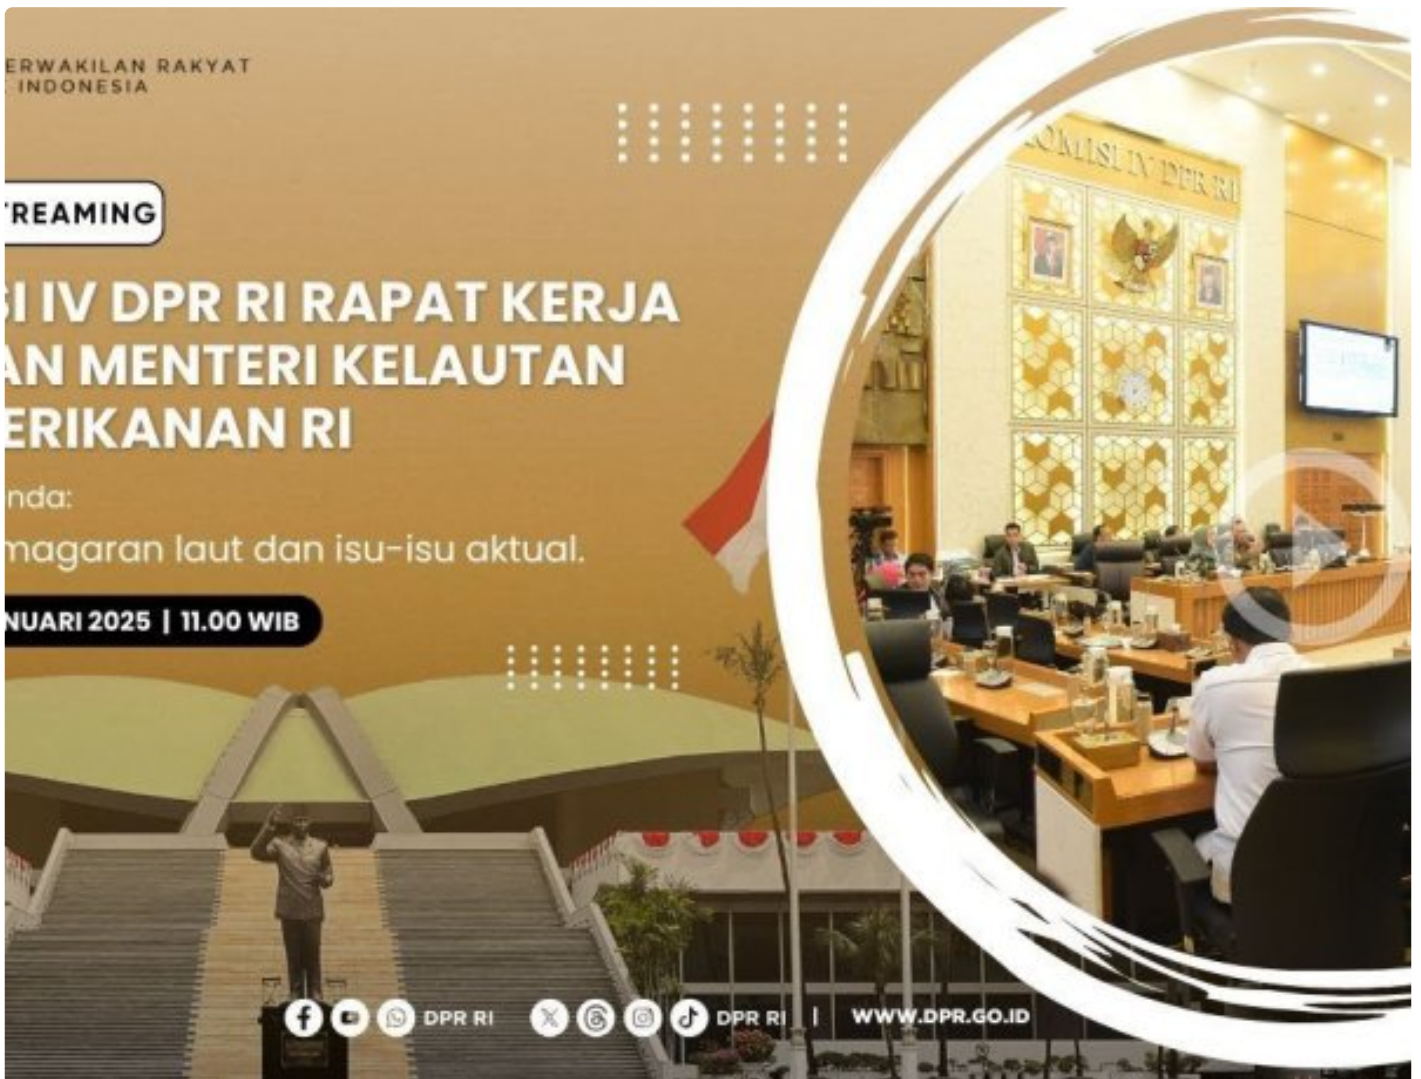 ERWAKILAN RAKYAT
INDONESIA
TREAMING
SI IV DPR RI RAPAT KERJA
AN MENTERI KELAUTAN
ERIKANAN RI
nda:
magaran laut dan isu-isu aktual.
NUARI 2025 | 11.00 WIB
KOMISI IV DPR RI
DPR RI
DPR RI | WWW.DPR.GO.ID